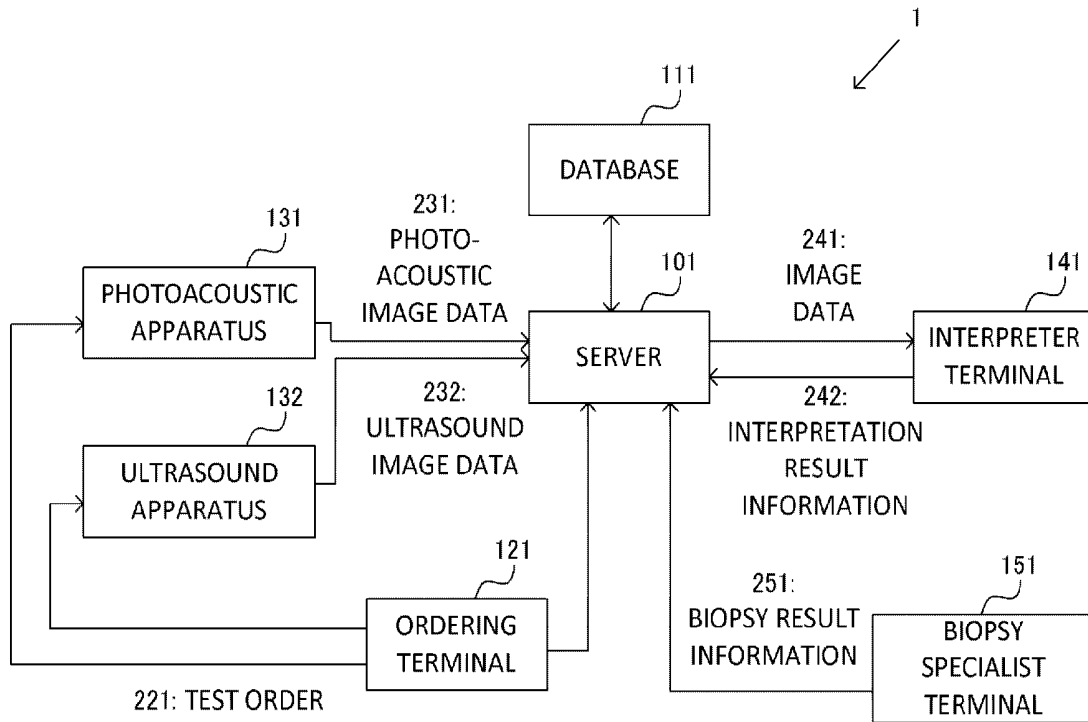 1
111
DATABASE
131
PHOTOACOUSTIC
APPARATUS
231:
PHOTO-
ACOUSTIC
IMAGE DATA
101
SERVER
241:
IMAGE
DATA
141
INTERPRETER
TERMINAL
132
ULTRASOUND
APPARATUS
232:
ULTRASOUND
IMAGE DATA
242:
INTERPRETATION
RESULT
INFORMATION
121
ORDERING
TERMINAL
221: TEST ORDER
251:
BIOPSY RESULT
INFORMATION
151
BIOPSY
SPECIALIST
TERMINAL